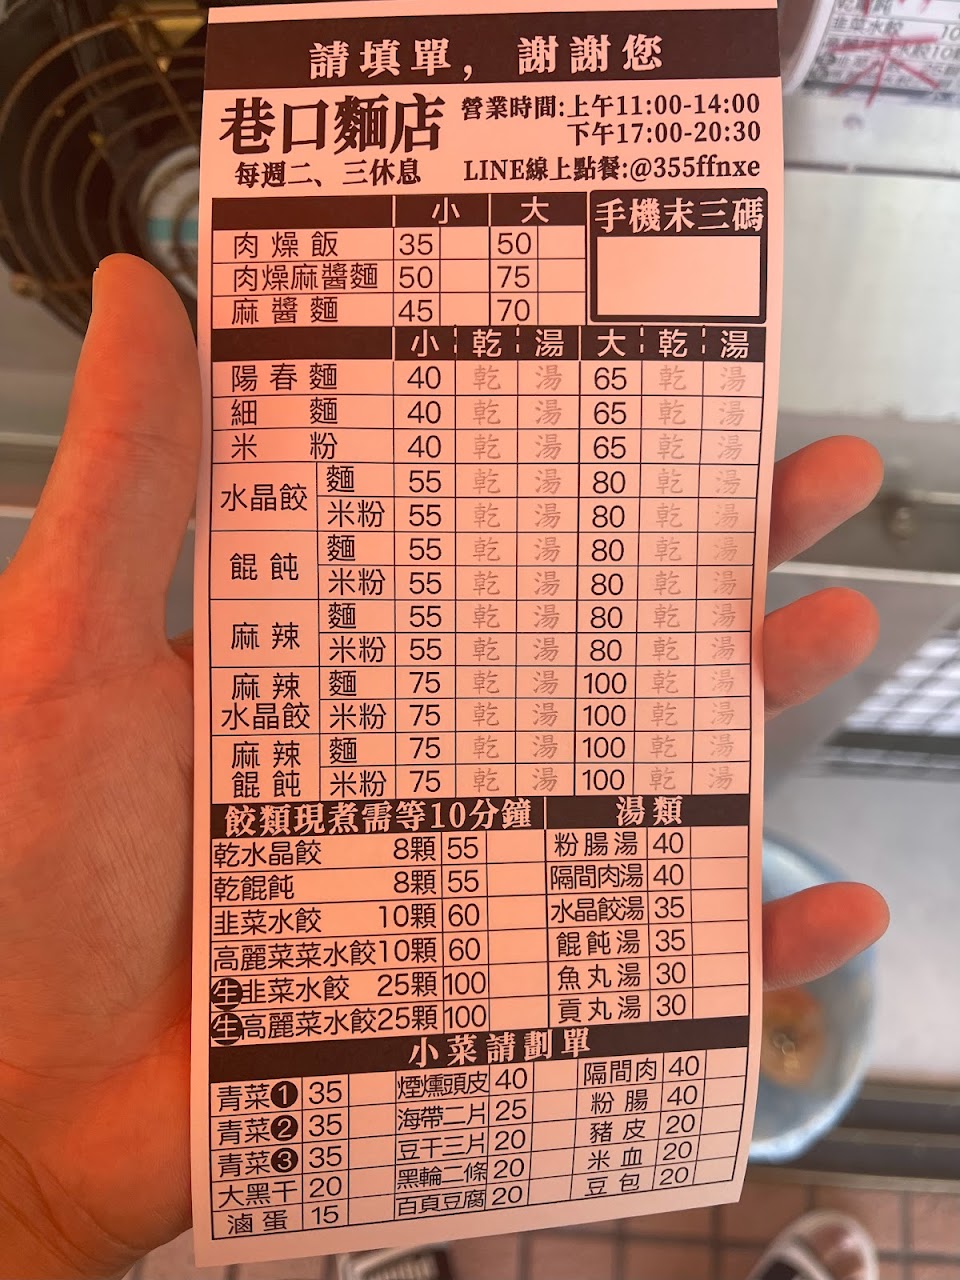 請填單，謝謝您
巷口麵店
營業時間:上午11:00-14:00
下午17:00-20:30
每週二、三休息
LINE線上點餐:@355ffnxe
小 大
手機末三碼
肉燥飯 35 50
肉燥麻醬麵 50 75
麻醬麵 45 70
小 乾 湯 大 乾 湯
陽春麵 40 乾 湯 65 乾 湯
細麵 40 乾 湯 65 乾 湯
米粉 40 乾 湯 65 乾 湯
水晶餃 麵 55 乾 湯 80 乾 湯
米粉 55 乾 湯 80 乾 湯
餛飩 麵 55 乾 湯 80 乾 湯
米粉 55 乾 湯 80 乾 湯
麻辣 麵 55 乾 湯 80 乾 湯
米粉 55 乾 湯 80 乾 湯
麻辣水晶餃 麵 75 乾 湯 100 乾 湯
米粉 75 乾 湯 100 乾 湯
麻辣餛飩 麵 75 乾 湯 100 乾 湯
米粉 75 乾 湯 100 乾 湯
餃類現煮需等10分鐘
乾水晶餃 8顆 55
乾餛飩 8顆 55
韭菜水餃 10顆 60
高麗菜菜水餃10顆 60
生韭菜水餃 25顆 100
生高麗菜水餃25顆 100
湯類
粉腸湯 40
隔間肉湯 40
水晶餃湯 35
餛飩湯 35
魚丸湯 30
貢丸湯 30
小菜請劃單
青菜❶ 35 煙燻頭皮 40 隔間肉 40
青菜❷ 35 海帶二片 25 粉腸 40
青菜❸ 35 豆干三片 20 豬皮 20
大黑干 20 黑輪二條 20 米血 20
滷蛋 15 百頁豆腐 20 豆包 20
韭菜水餃 10